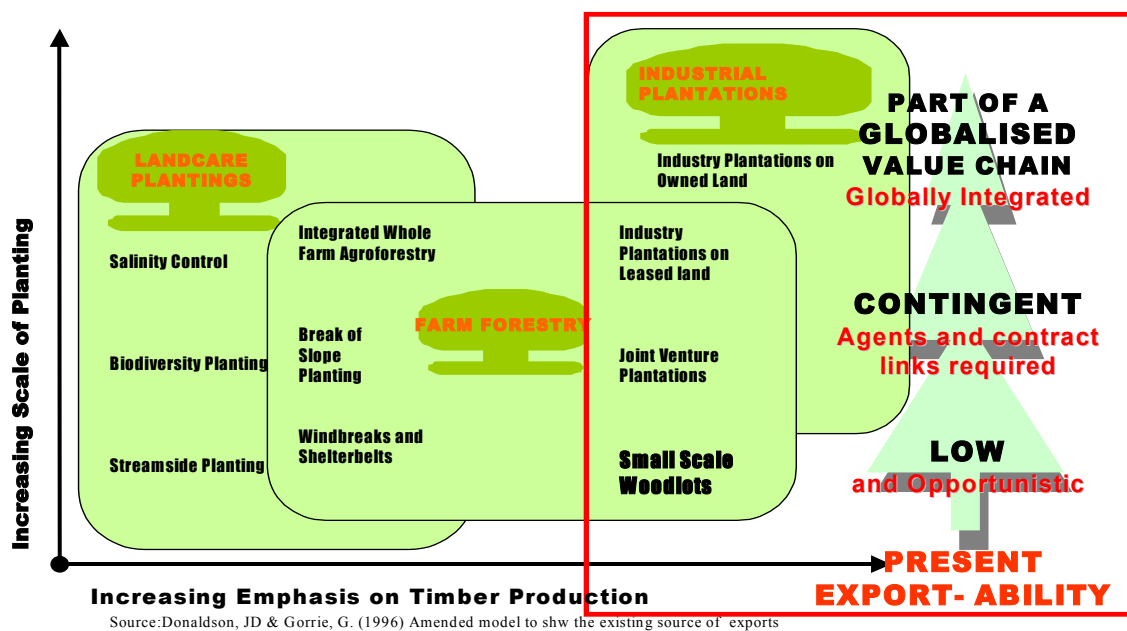 INDUSTRIAL
PLANTATIONS
Industry Plantations on
Owned Land
LANDCARE
PLANTINGS
Salinity Control
Biodiversity Planting
Streamside Planting
Integrated Whole
Farm Agroforestry
Break of
Slope
Planting
Windbreaks and
Shelterbelts
FARM FORESTRY
Industry
Plantations on
Leased land
Joint Venture
Plantations
Small Scale
Woodlots
PART OF A
GLOBALISED
VALUE CHAIN
Globally Integrated
CONTINGENT
Agents and contract
links required
LOW
and Opportunistic
PRESENT
EXPORT- ABILITY
Increasing Scale of Planting
Increasing Emphasis on Timber Production
Source:Donaldson, JD & Gorrie, G. (1996) Amended model to shw the existing source of exports